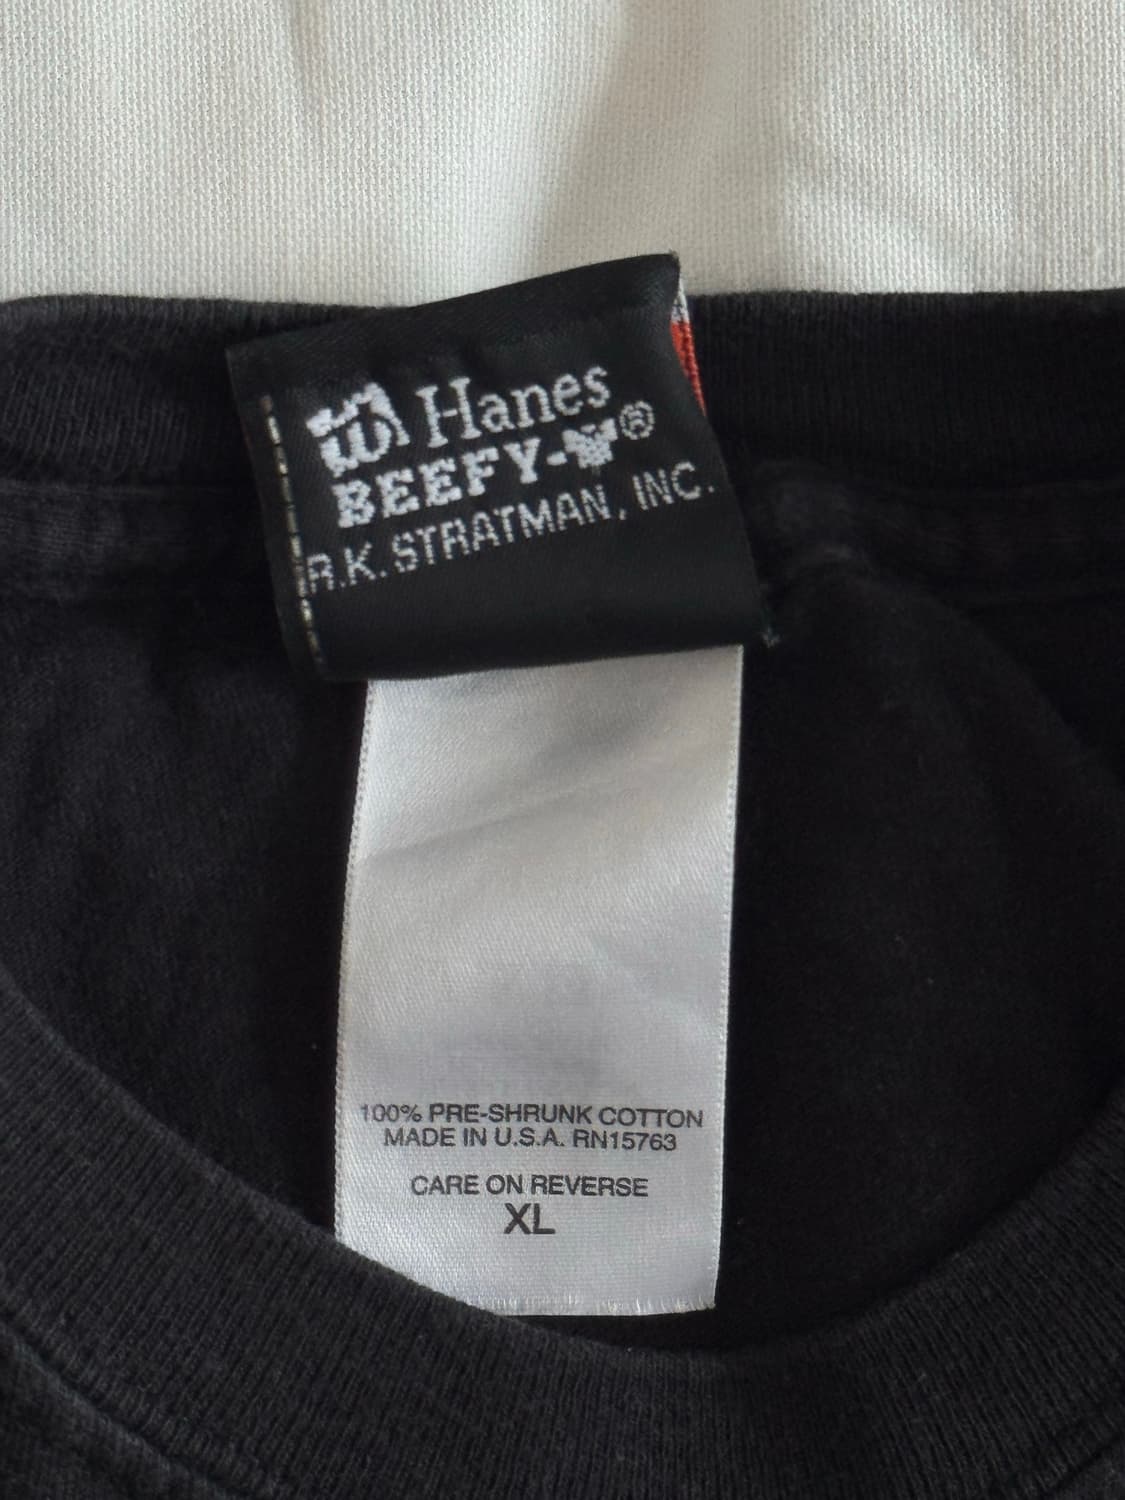 Hanes
BEEFY-T®
R.K. STRATMAN, INC.
100% PRE-SHRUNK COTTON
MADE IN U.S.A. RN15763
CARE ON REVERSE
XL